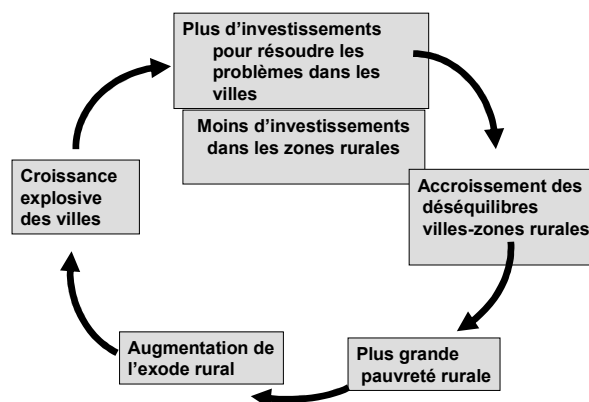 Plus d’investissements
pour résoudre les
problèmes dans les
villes
Moins d’investissements
dans les zones rurales
Accroissement des
déséquilibres
villes-zones rurales
Plus grande
pauvreté rurale
Augmentation de
l’exode rural
Croissance
explosive
des villes